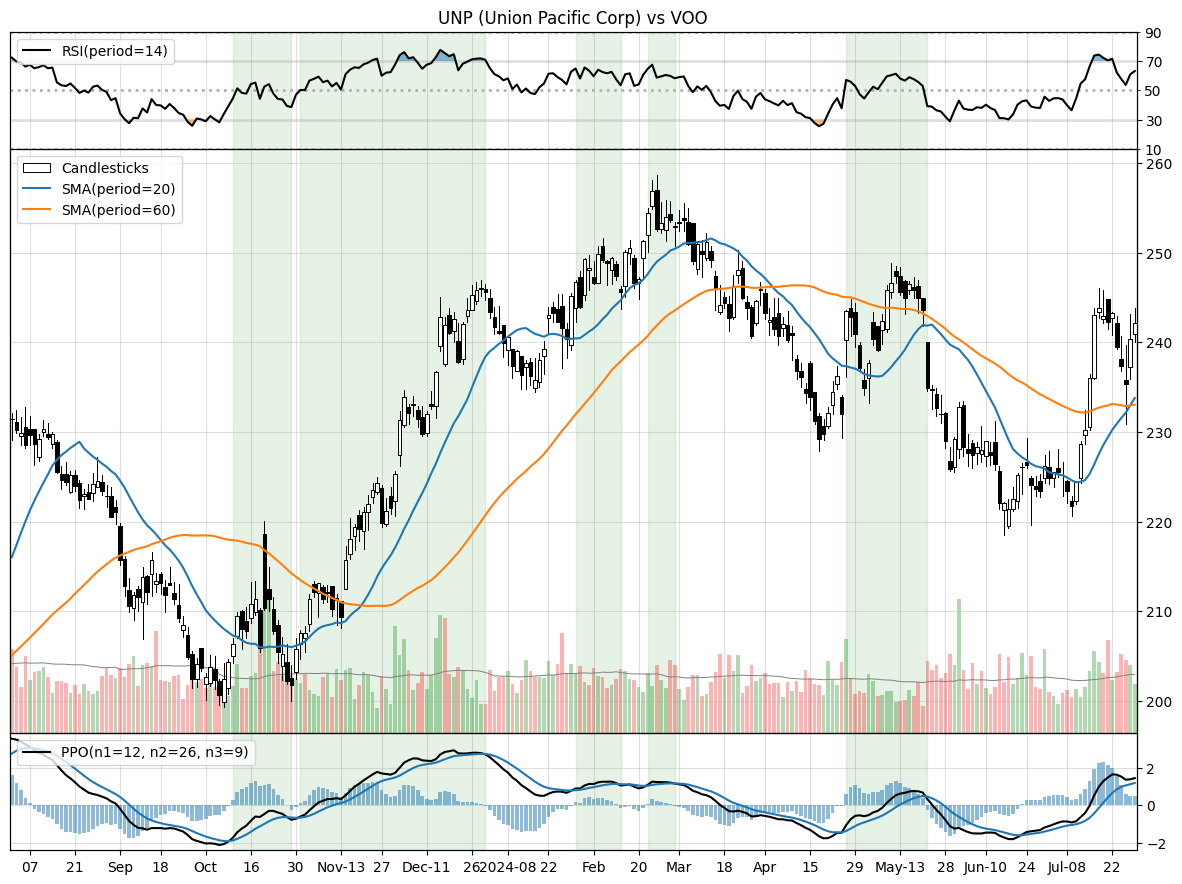 UNP (Union Pacific Corp) vs VOO
RSI(period=14)
90
70
50
30
10
Candlesticks
SMA(period=20)
SMA(period=60)
260
250
240
230
220
210
200
PPO(n1=12, n2=26, n3=9)
2
0
−2
07 21 Sep 18 Oct 16 30 Nov-13 27 Dec-11 26 2024-08 22 Feb 20 Mar 18 Apr 15 29 May-13 28 Jun-10 24 Jul-08 22